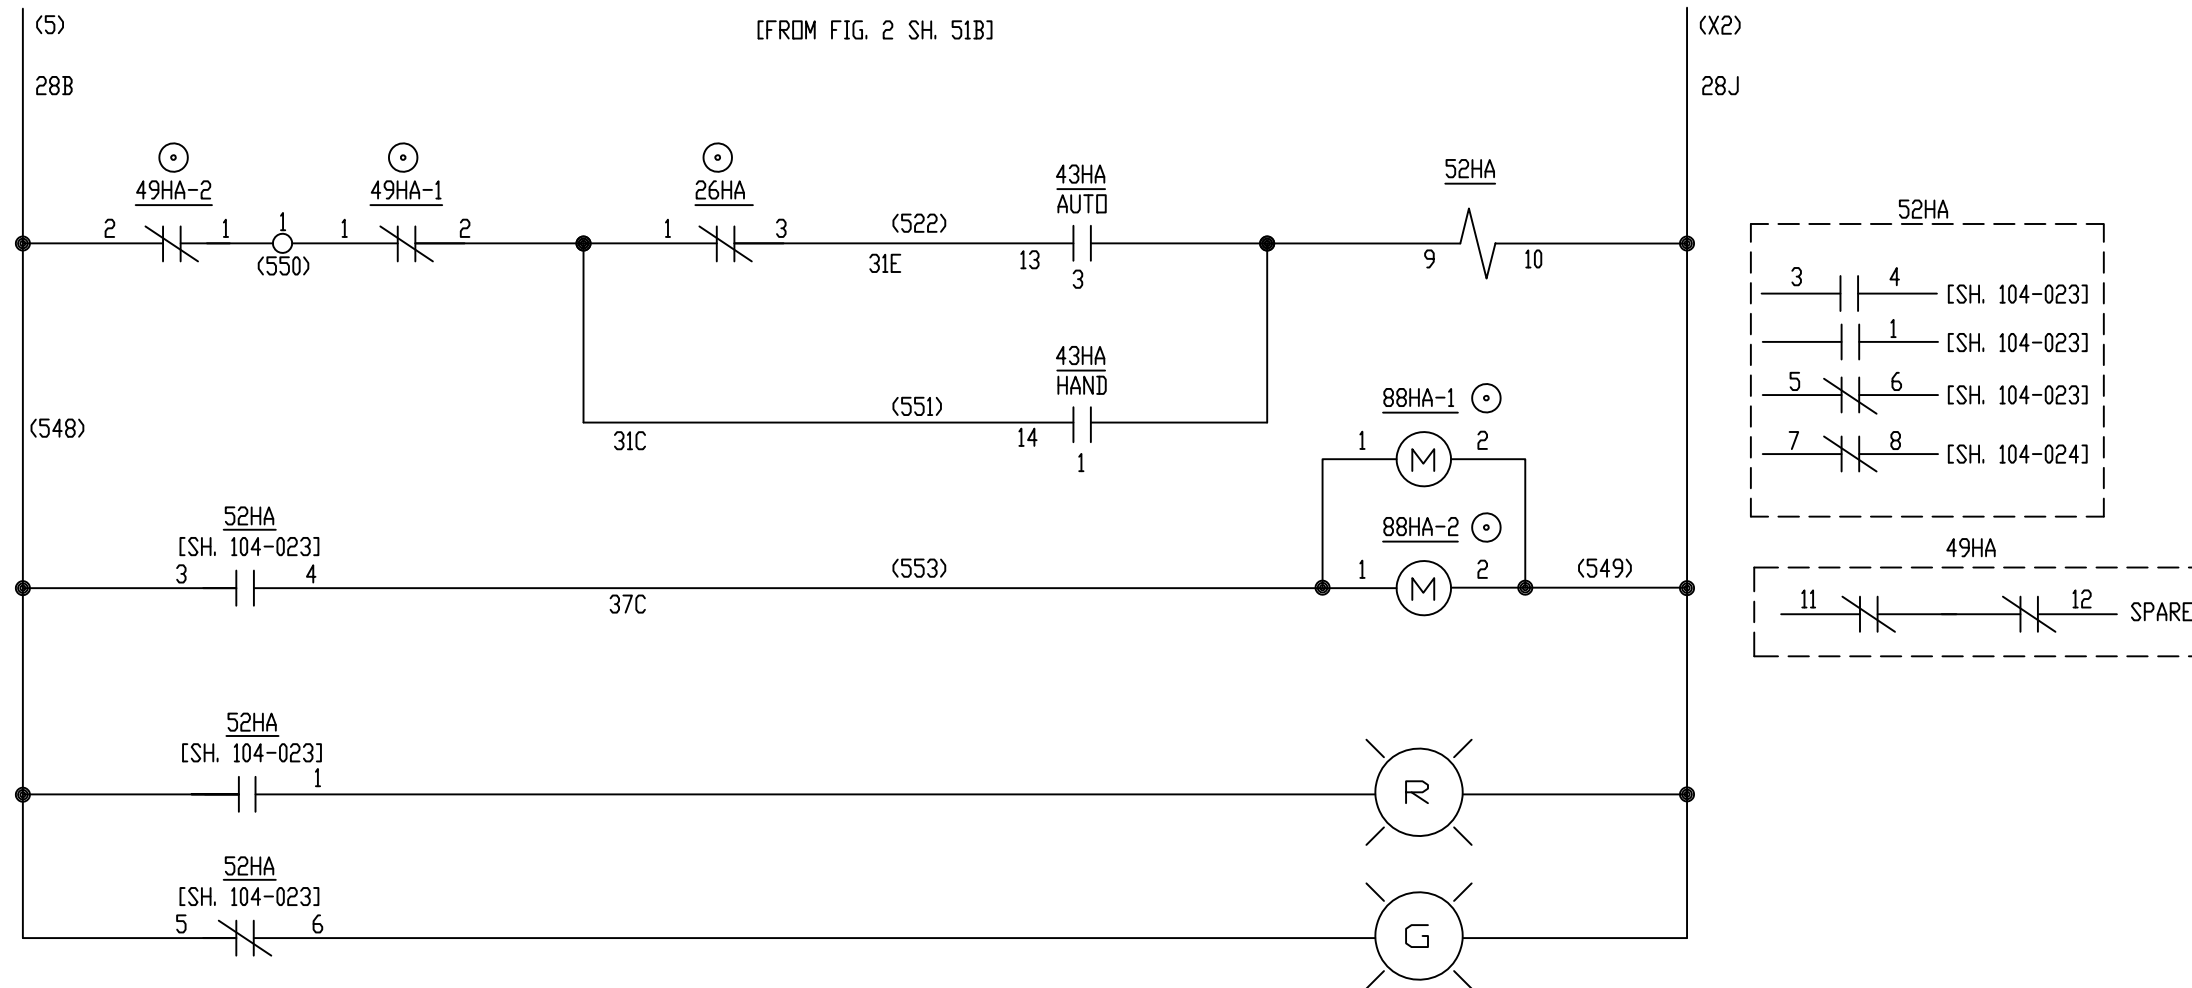 (5)
[FROM FIG. 2 SH. 51B]
(X2)
28B
28J
49HA-2
49HA-1
26HA
43HA
AUTO
52HA
2
1
1
(550)
1
2
1
3
(522)
31E
13
3
9
10
43HA
HAND
(551)
31C
14
1
(548)
88HA-1
1
M
2
88HA-2
1
M
2
(549)
52HA
[SH. 104-023]
3
4
(553)
37C
52HA
[SH. 104-023]
1
R
52HA
[SH. 104-023]
5
6
G
52HA
3 4 [SH. 104-023]
1 [SH. 104-023]
5 6 [SH. 104-023]
7 8 [SH. 104-024]
49HA
11 12 SPARE